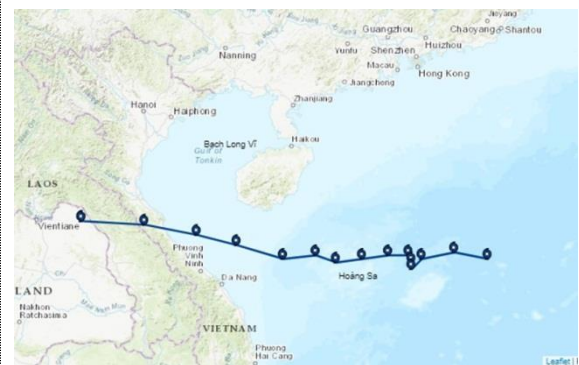 Jieyang
Guangzhou
Chaoyang
Shantou
Huizhou
Yunfu
Shenzhen
Nanning
Macau
Hong Kong
Jiangcheng
Zhanjiang
Hanoi
Haiphong
Bạch Long Vĩ
Haikou
Gulf of
Tonkin
LAOS
Vientiane
Phuong
Vinh
Ninh
Hoàng Sa
Da Nang
LAND
Nakhon
Ratchasima
VIETNAM
Phuong
Hai Cang
Leaflet